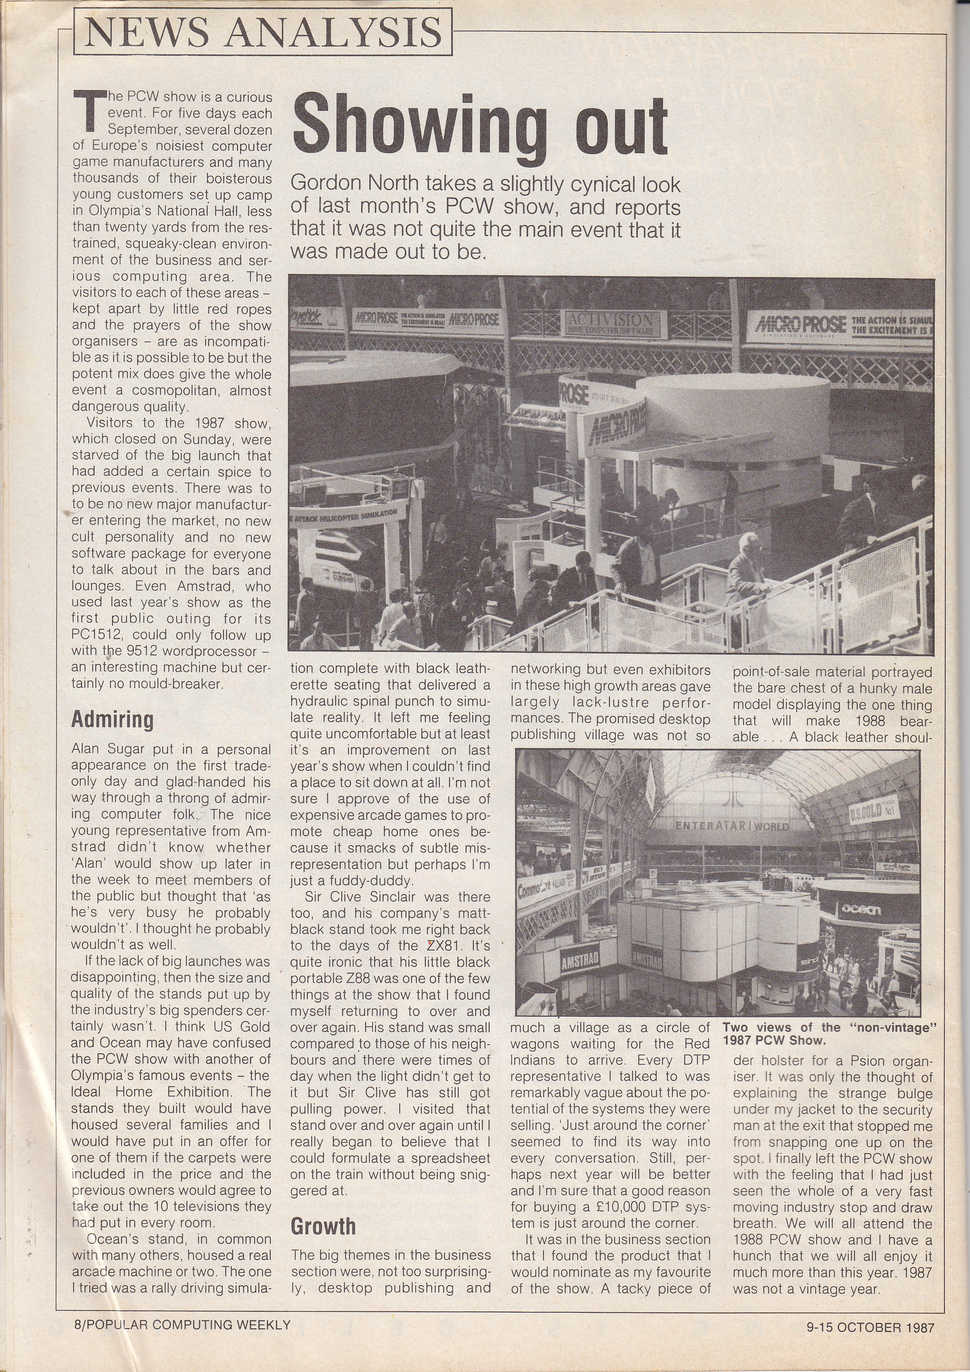 NEWS ANALYSIS
The PCW show is a curious
event. For five days each
September, several dozen
of Europe's noisiest computer
game manufacturers and many
thousands of their boisterous
young customers set up camp
in Olympia's National Hall, less
than twenty yards from the res-
trained, squeaky-clean environ-
ment of the business and ser-
ious computing area. The
visitors to each of these areas –
kept apart by little red ropes
and the prayers of the show
organisers – are as incompati-
ble as it is possible to be but the
potent mix does give the whole
event a cosmopolitan, almost
dangerous quality.
Visitors to the 1987 show,
which closed on Sunday, were
starved of the big launch that
had added a certain spice to
previous events. There was to
to be no new major manufactur-
er entering the market, no new
cult personality and no new
software package for everyone
to talk about in the bars and
lounges. Even Amstrad, who
used last year's show as the
first public outing for its
PC1512, could only follow up
with the 9512 wordprocessor –
an interesting machine but cer-
tainly no mould-breaker.
Admiring
Alan Sugar put in a personal
appearance on the first trade-
only day and glad-handed his
way through a throng of admir-
ing computer folk. The nice
young representative from Am-
strad didn't know whether
'Alan' would show up later in
the week to meet members of
the public but thought that 'as
he's very busy he probably
wouldn't'. I thought he probably
wouldn't as well.
If the lack of big launches was
disappointing, then the size and
quality of the stands put up by
the industry's big spenders cer-
tainly wasn't. I think US Gold
and Ocean may have confused
the PCW show with another of
Olympia's famous events – the
Ideal Home Exhibition. The
stands they built would have
housed several families and I
would have put in an offer for
one of them if the carpets were
included in the price and the
previous owners would agree to
take out the 10 televisions they
had put in every room.
Ocean's stand, in common
with many others, housed a real
arcade machine or two. The one
I tried was a rally driving simula-
Showing out
Gordon North takes a slightly cynical look
of last month's PCW show, and reports
that it was not quite the main event that it
was made out to be.
MICRO PROSE
THE ACTION IS SIMULATED
THE EXCITEMENT IS REAL!
MICRO PROSE
ACTIVISION
HOME COMPUTER SOFTWARE
MICRO PROSE
THE ACTION IS SIMUL
THE EXCITEMENT IS R
PROSE
MICRO PROS
E ATTACK HELICOPTER SIMULATION
tion complete with black leath-
erette seating that delivered a
hydraulic spinal punch to simu-
late reality. It left me feeling
quite uncomfortable but at least
it's an improvement on last
year's show when I couldn't find
a place to sit down at all. I'm not
sure I approve of the use of
expensive arcade games to pro-
mote cheap home ones be-
cause it smacks of subtle mis-
representation but perhaps I'm
just a fuddy-duddy.
Sir Clive Sinclair was there
too, and his company's matt-
black stand took me right back
to the days of the ZX81. It's
quite ironic that his little black
portable Z88 was one of the few
things at the show that I found
myself returning to over and
over again. His stand was small
compared to those of his neigh-
bours and there were times of
day when the light didn't get to
it but Sir Clive has still got
pulling power. I visited that
stand over and over again until I
really began to believe that I
could formulate a spreadsheet
on the train without being snig-
gered at.
Growth
The big themes in the business
section were, not too surprising-
ly, desktop publishing and
networking but even exhibitors
in these high growth areas gave
largely lack-lustre perfor-
mances. The promised desktop
publishing village was not so
ENTER ATARI WORLD
U.S. GOLD
Commodore
ocean
AMSTRAD
AMSTRAD
much a village as a circle of
wagons waiting for the Red
Indians to arrive. Every DTP
representative I talked to was
remarkably vague about the po-
tential of the systems they were
selling. 'Just around the corner'
seemed to find its way into
every conversation. Still, per-
haps next year will be better
and I'm sure that a good reason
for buying a £10,000 DTP sys-
tem is just around the corner.
It was in the business section
that I found the product that I
would nominate as my favourite
of the show. A tacky piece of
point-of-sale material portrayed
the bare chest of a hunky male
model displaying the one thing
that will make 1988 bear-
able . . . A black leather shoul-
Two views of the "non-vintage"
1987 PCW Show.
der holster for a Psion organ-
iser. It was only the thought of
explaining the strange bulge
under my jacket to the security
man at the exit that stopped me
from snapping one up on the
spot. I finally left the PCW show
with the feeling that I had just
seen the whole of a very fast
moving industry stop and draw
breath. We will all attend the
1988 PCW show and I have a
hunch that we will all enjoy it
much more than this year. 1987
was not a vintage year.
8/POPULAR COMPUTING WEEKLY
9-15 OCTOBER 1987